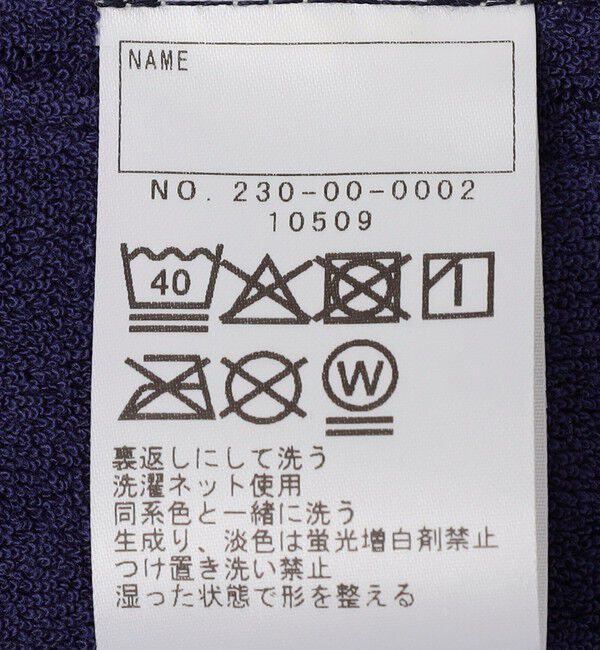 NAME
NO. 230-00-0002
10509
40
W
裏返しにして洗う
洗濯ネット使用
同系色と一緒に洗う
生成り、淡色は蛍光増白剤禁止
つけ置き洗い禁止
湿った状態で形を整える